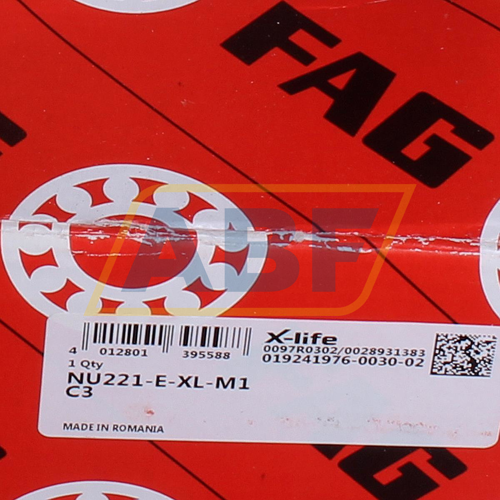 FAG
ABF
X-life
4 012801 395588
0097R0302/0028931383
019241976-0030-02
1 Qty
NU221-E-XL-M1
C3
MADE IN ROMANIA
FAG